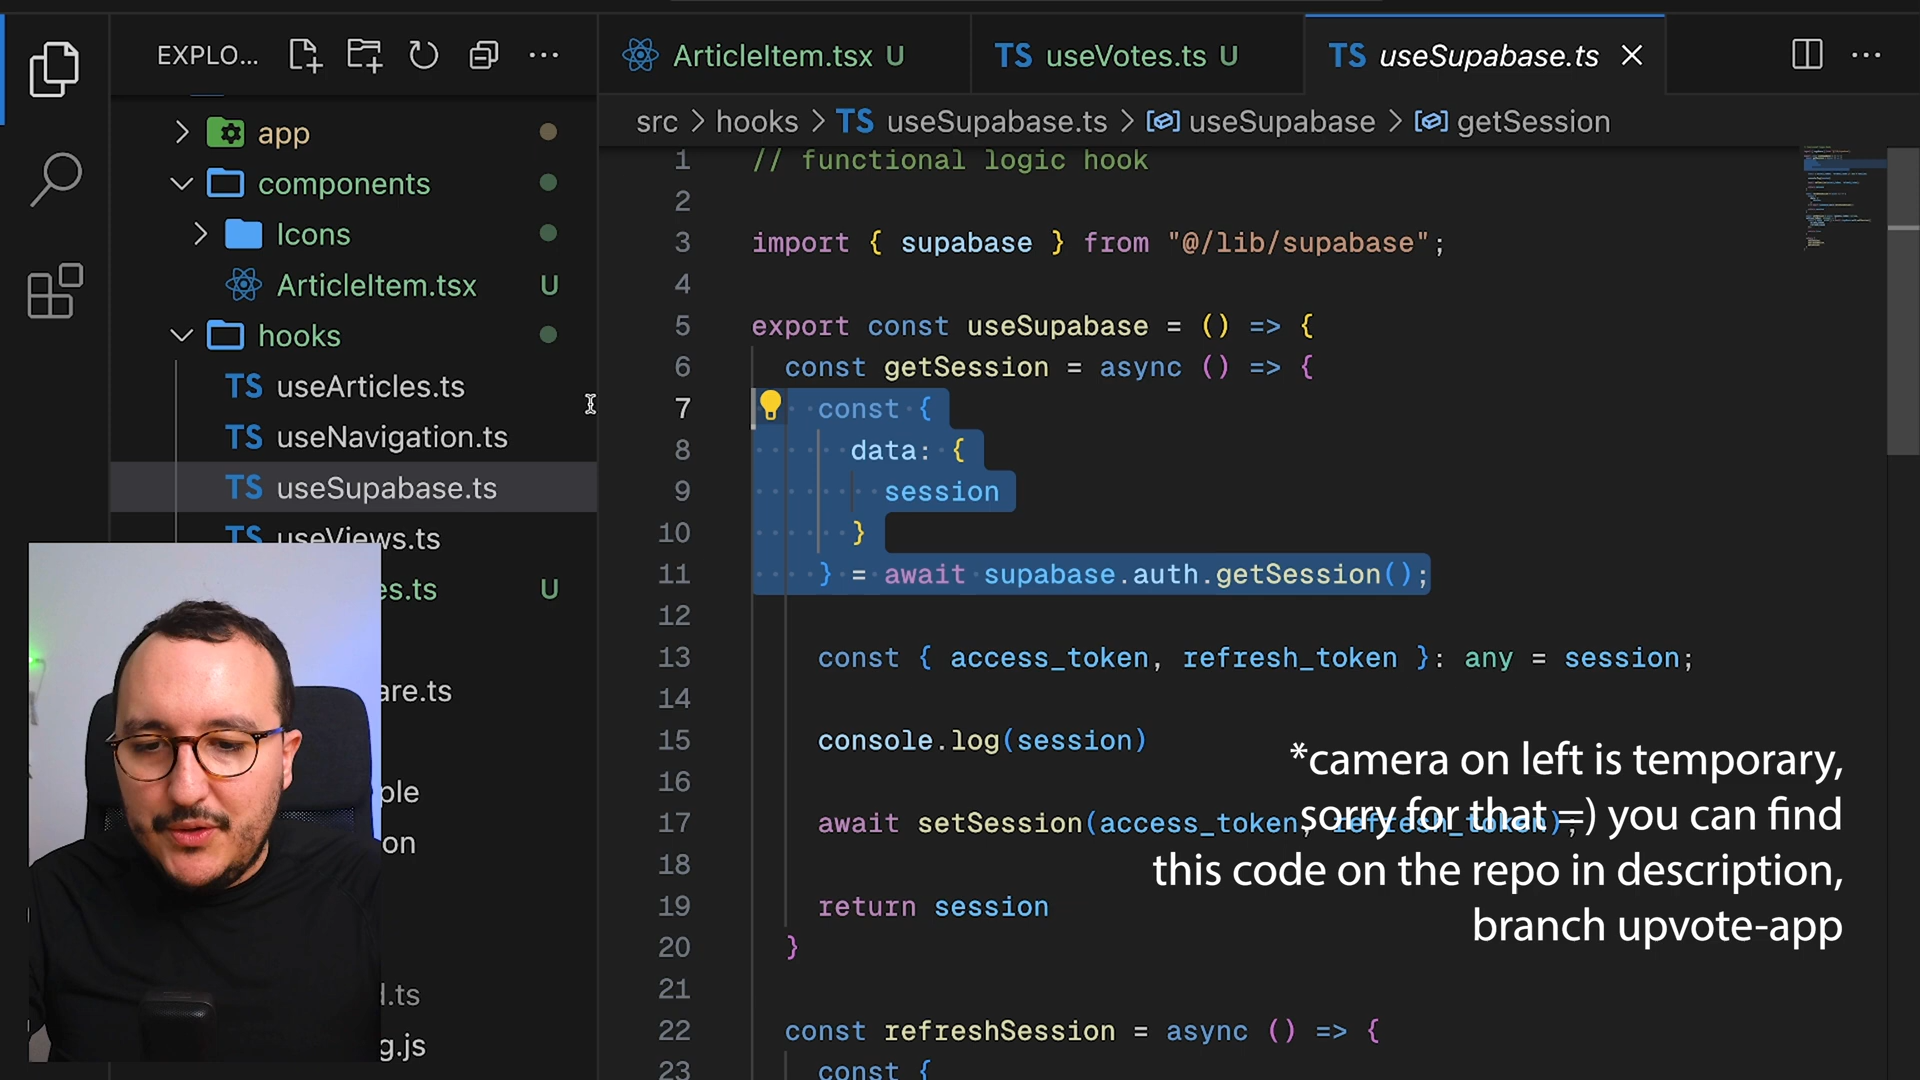 EXPLO...
ArticleItem.tsx U
useVotes.ts U
useSupabase.ts
src > hooks > TS useSupabase.ts > useSupabase > getSession
app
components
Icons
ArticleItem.tsx U
hooks
TS useArticles.ts
TS useNavigation.ts
TS useSupabase.ts
TS useViews.ts
es.ts U
are.ts
ple
on
.ts
g.js
1 // functional logic hook
2
3 import { supabase } from "@/lib/supabase";
4
5 export const useSupabase = () => {
6 const getSession = async () => {
7 const {
8 data: {
9 session
10 }
11 } = await supabase.auth.getSession();
12
13 const { access_token, refresh_token }: any = session;
14
15 console.log(session)
16
17 await setSession(access_token, refresh_token);
18
19 return session
20 }
21
22 const refreshSession = async () => {
23 const {
*camera on left is temporary,
sorry for that =) you can find
this code on the repo in description,
branch upvote-app